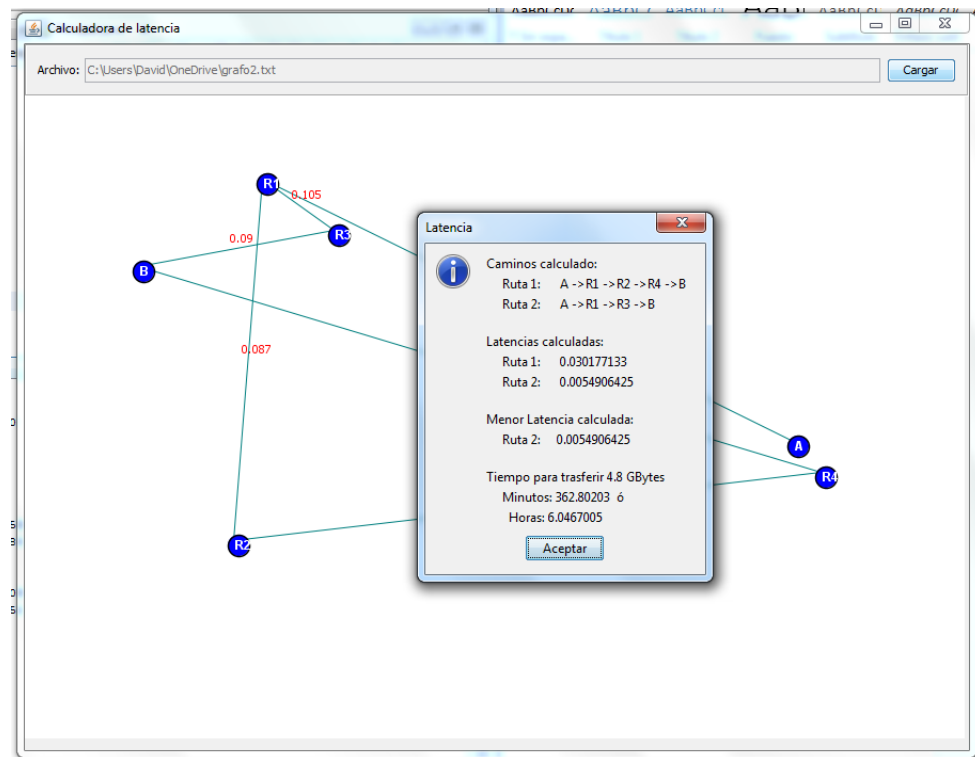 Calculadora de latencia
Archivo: C:\Users\David\OneDrive\grafo2.txt Cargar
R1
0.105
0.09
R3
B
0.087
A
R4
R2
Latencia
Caminos calculado:
Ruta 1: A ->R1 ->R2 ->R4 ->B
Ruta 2: A ->R1 ->R3 ->B
Latencias calculadas:
Ruta 1: 0.030177133
Ruta 2: 0.0054906425
Menor Latencia calculada:
Ruta 2: 0.0054906425
Tiempo para trasferir 4.8 GBytes
Minutos: 362.80203 ó
Horas: 6.0467005
Aceptar